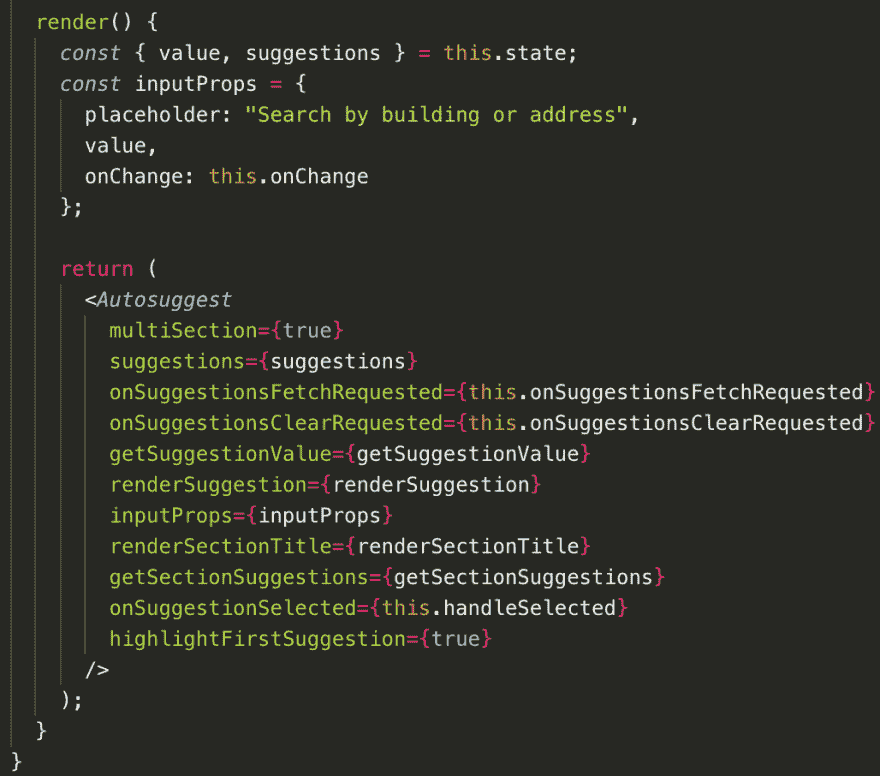 render() {
const { value, suggestions } = this.state;
const inputProps = {
placeholder: "Search by building or address",
value,
onChange: this.onChange
};
return (
<Autosuggest
multiSection={true}
suggestions={suggestions}
onSuggestionsFetchRequested={this.onSuggestionsFetchRequested}
onSuggestionsClearRequested={this.onSuggestionsClearRequested}
getSuggestionValue={getSuggestionValue}
renderSuggestion={renderSuggestion}
inputProps={inputProps}
renderSectionTitle={renderSectionTitle}
getSectionSuggestions={getSectionSuggestions}
onSuggestionSelected={this.handleSelected}
highlightFirstSuggestion={true}
/>
);
}
}